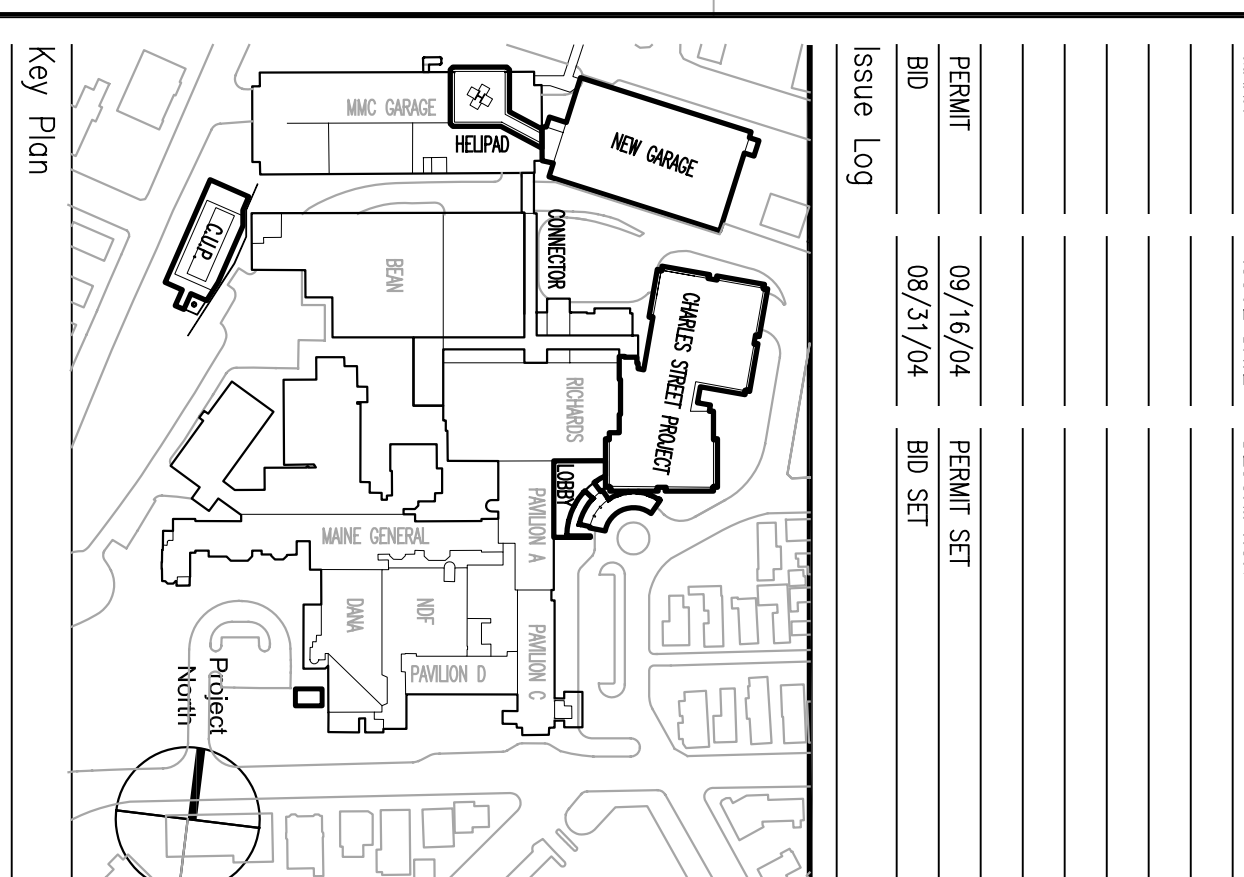 Key Plan
MMC GARAGE
HELIPAD
NEW GARAGE
C.U.P.
CONNECTOR
BEAN
CHARLES STREET PROJECT
RICHARDS
LOBBY
PAVILION A
MAINE GENERAL
DANA
NDF
PAVILION C
PAVILION D
Project
North
Issue Log
BID 08/31/04 BID SET
PERMIT 09/16/04 PERMIT SET